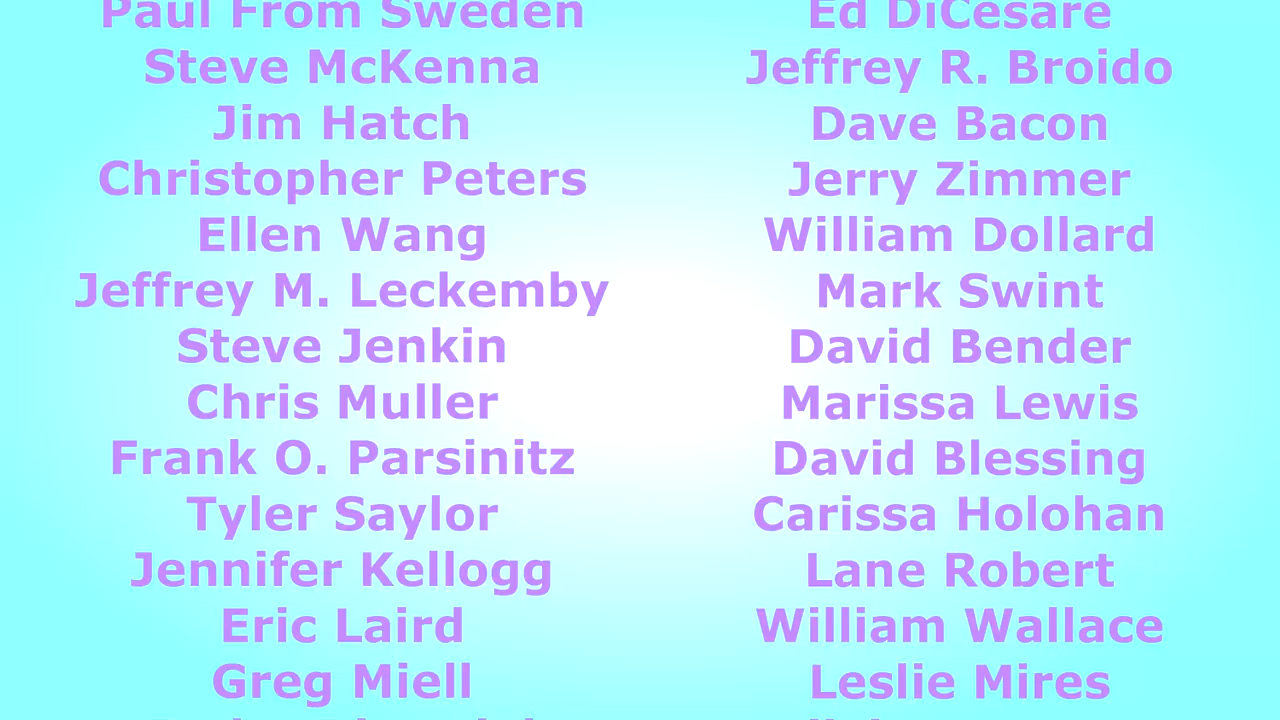 Paul From Sweden
Steve McKenna
Jim Hatch
Christopher Peters
Ellen Wang
Jeffrey M. Leckemby
Steve Jenkin
Chris Muller
Frank O. Parsinitz
Tyler Saylor
Jennifer Kellogg
Eric Laird
Greg Miell
Ed DiCesare
Jeffrey R. Broido
Dave Bacon
Jerry Zimmer
William Dollard
Mark Swint
David Bender
Marissa Lewis
David Blessing
Carissa Holohan
Lane Robert
William Wallace
Leslie Mires